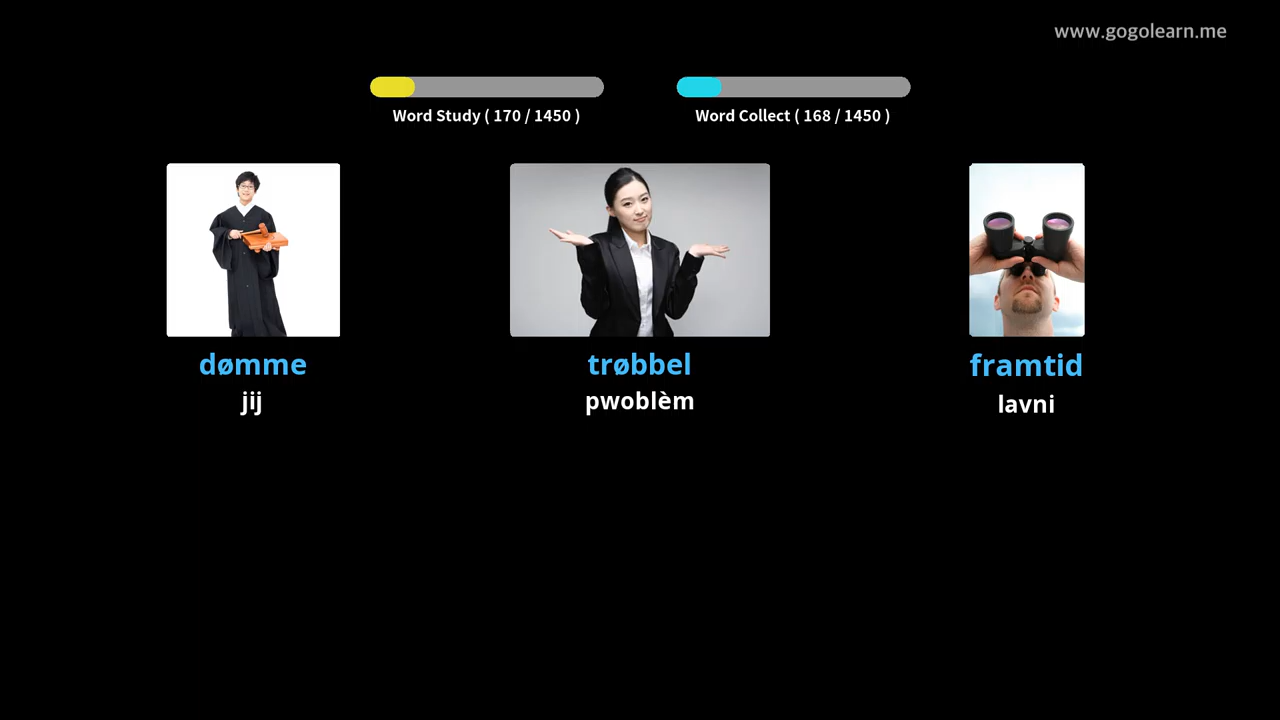 www.gogolearn.me
Word Study ( 170 / 1450 )
Word Collect ( 168 / 1450 )
dømme
jij
trøbbel
pwoblèm
framtid
lavni